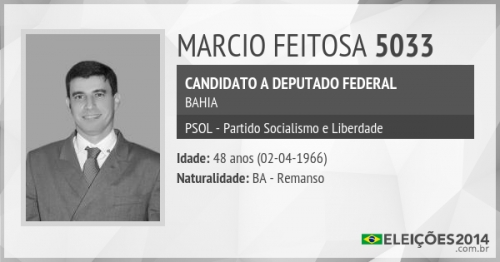 MARCIO FEITOSA 5033
CANDIDATO A DEPUTADO FEDERAL
BAHIA
PSOL - Partido Socialismo e Liberdade
Idade: 48 anos (02-04-1966)
Naturalidade: BA - Remanso
ELEIÇÕES2014
.com.br